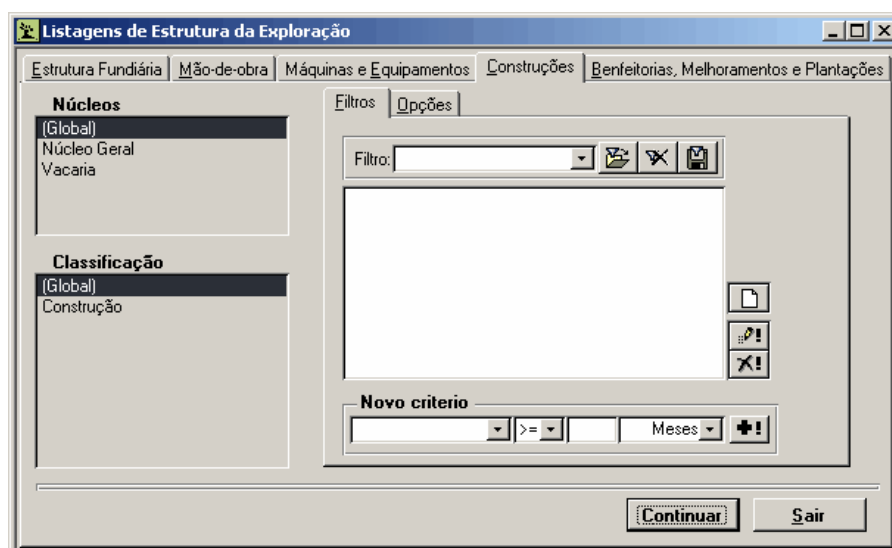 Listagens de Estrutura da Exploração
Estrutura Fundiária Mão-de-obra Máquinas e Equipamentos Construções Benfeitorias, Melhoramentos e Plantações
Núcleos
(Global)
Núcleo Geral
Vacaria
Classificação
(Global)
Construção
Filtros Opções
Filtro:
Novo criterio
>= Meses
Continuar Sair